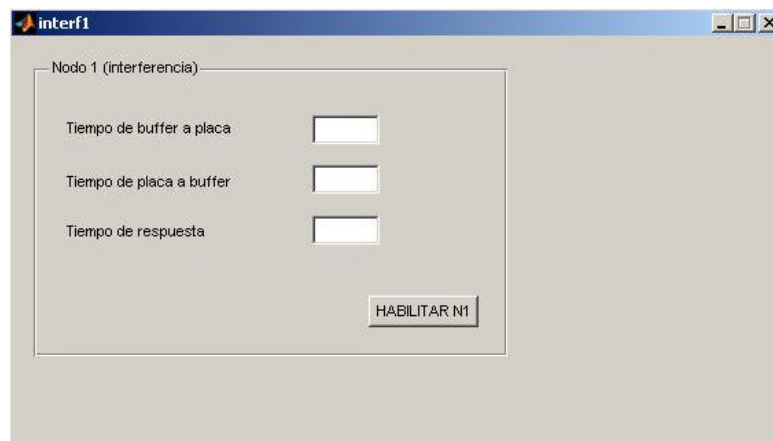 interf1
Nodo 1 (interferencia)
Tiempo de buffer a placa
Tiempo de placa a buffer
Tiempo de respuesta
HABILITAR N1